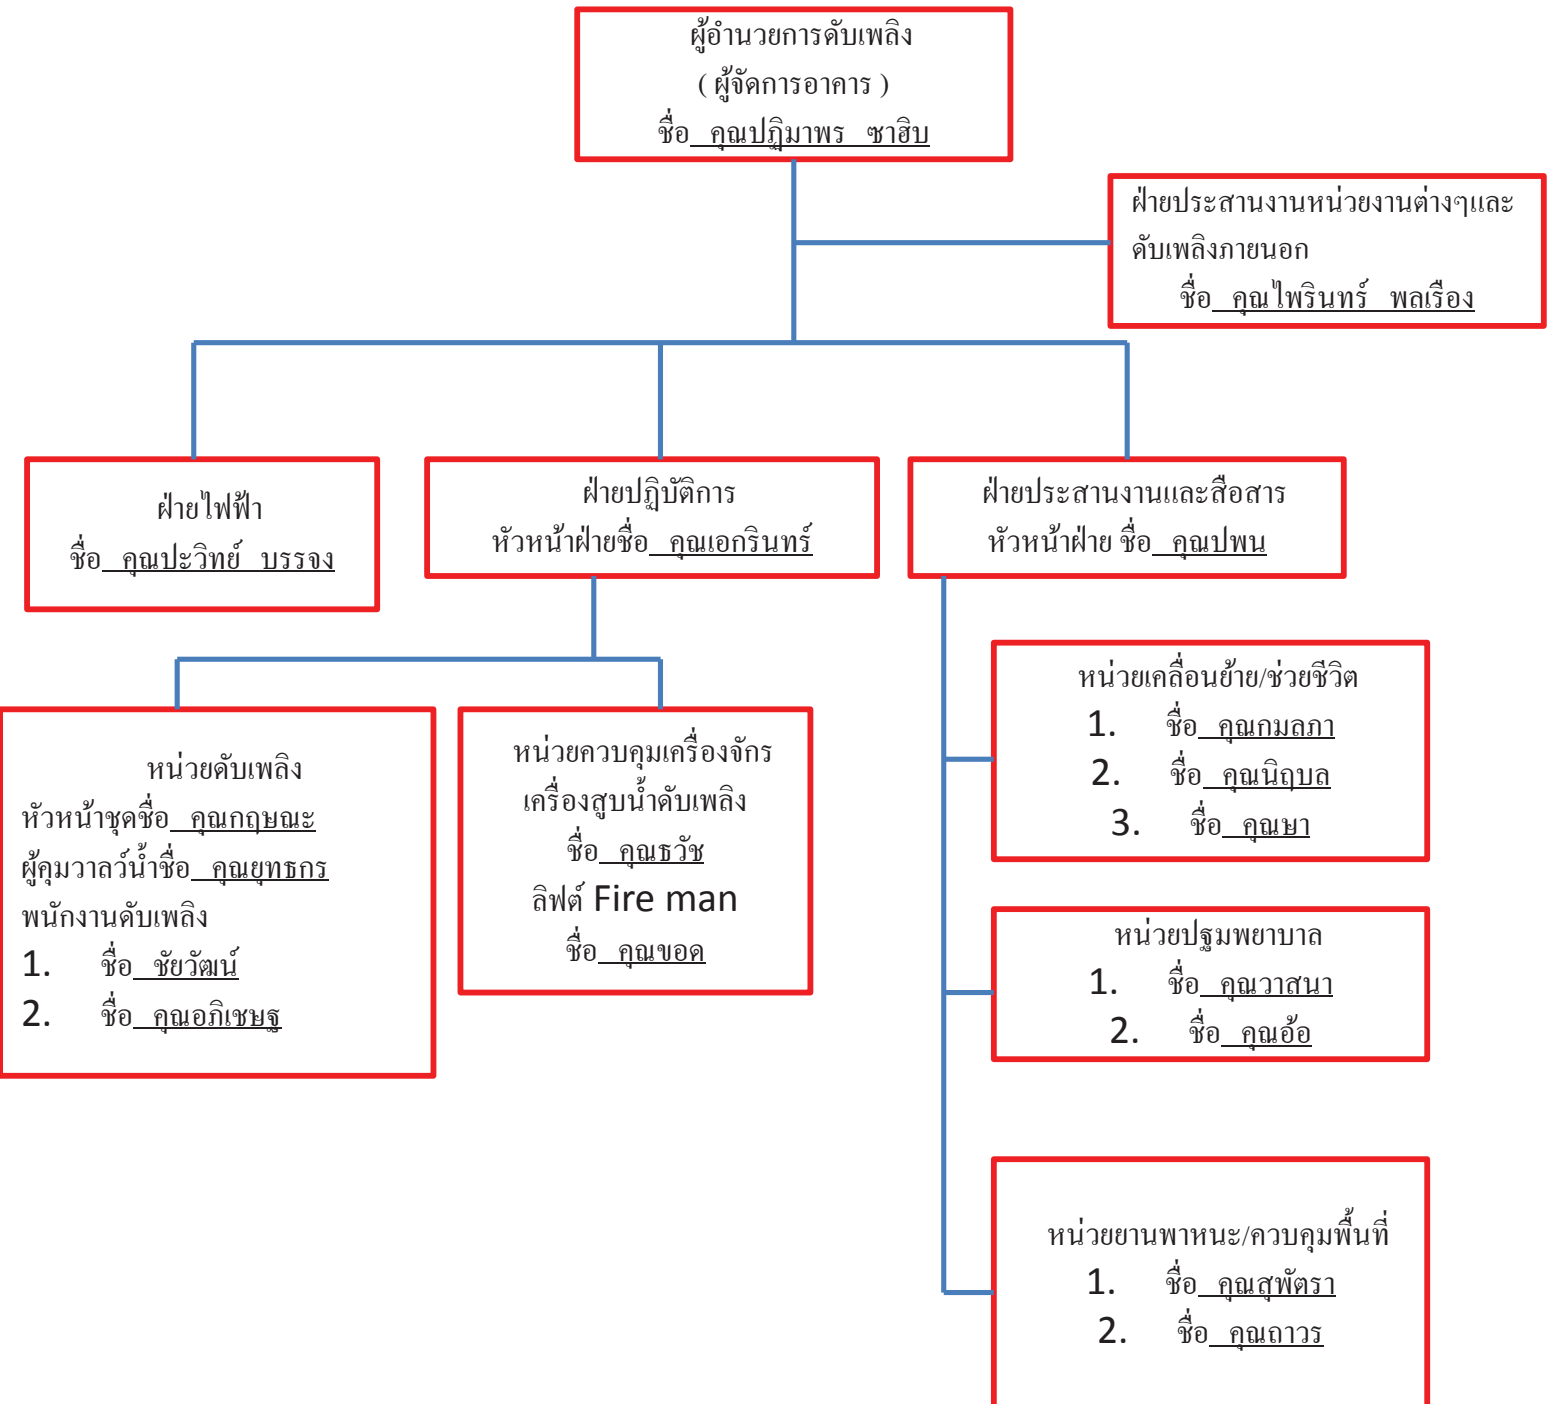 ผู้อำนวยการดับเพลิง
( ผู้จัดการอาคาร )
ชื่อ คุณปฏิมาพร ซาฮิบ
ฝ่ายประสานงานหน่วยงานต่างๆและ
ดับเพลิงภายนอก
ชื่อ คุณไพรินทร์ พลเรือง
ฝ่ายไฟฟ้า
ชื่อ คุณปะวิทย์ บรรจง
ฝ่ายปฏิบัติการ
หัวหน้าฝ่ายชื่อ คุณเอกรินทร์
ฝ่ายประสานงานและสือสาร
หัวหน้าฝ่าย ชื่อ คุณปพน
หน่วยดับเพลิง
หัวหน้าชุดชื่อ คุณกฤษณะ
ผู้คุมวาลว์น้ำชื่อ คุณยุทธกร
พนักงานดับเพลิง
1. ชื่อ ชัยวัฒน์
2. ชื่อ คุณอภิเชษฐ
หน่วยควบคุมเครื่องจักร
เครื่องสูบน้ำดับเพลิง
ชื่อ คุณธวัช
ลิฟต์ Fire man
ชื่อ คุณขอด
หน่วยเคลื่อนย้าย/ช่วยชีวิต
1. ชื่อ คุณกมลภา
2. ชื่อ คุณนิฤบล
3. ชื่อ คุณษา
หน่วยปฐมพยาบาล
1. ชื่อ คุณวาสนา
2. ชื่อ คุณอ้อ
หน่วยยานพาหนะ/ควบคุมพื้นที่
1. ชื่อ คุณสุพัตรา
2. ชื่อ คุณถาวร